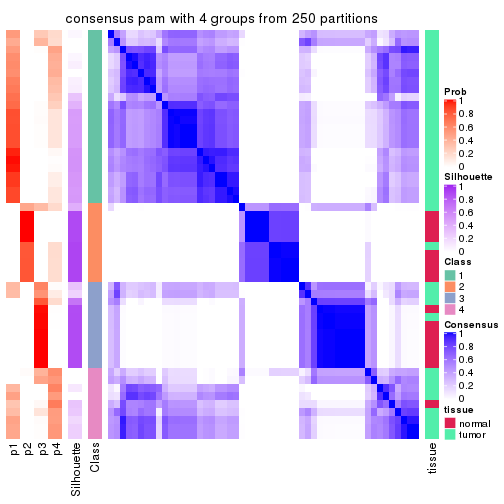 consensus pam with 4 groups from 250 partitions
Prob
1
0.8
0.6
0.4
0.2
0
Silhouette
1
0.8
0.6
0.4
0.2
0
Class
1
2
3
4
Consensus
1
0.8
0.6
0.4
0.2
0
tissue
normal
tumor
p1
p2
p3
p4
Silhouette
Class
tissue